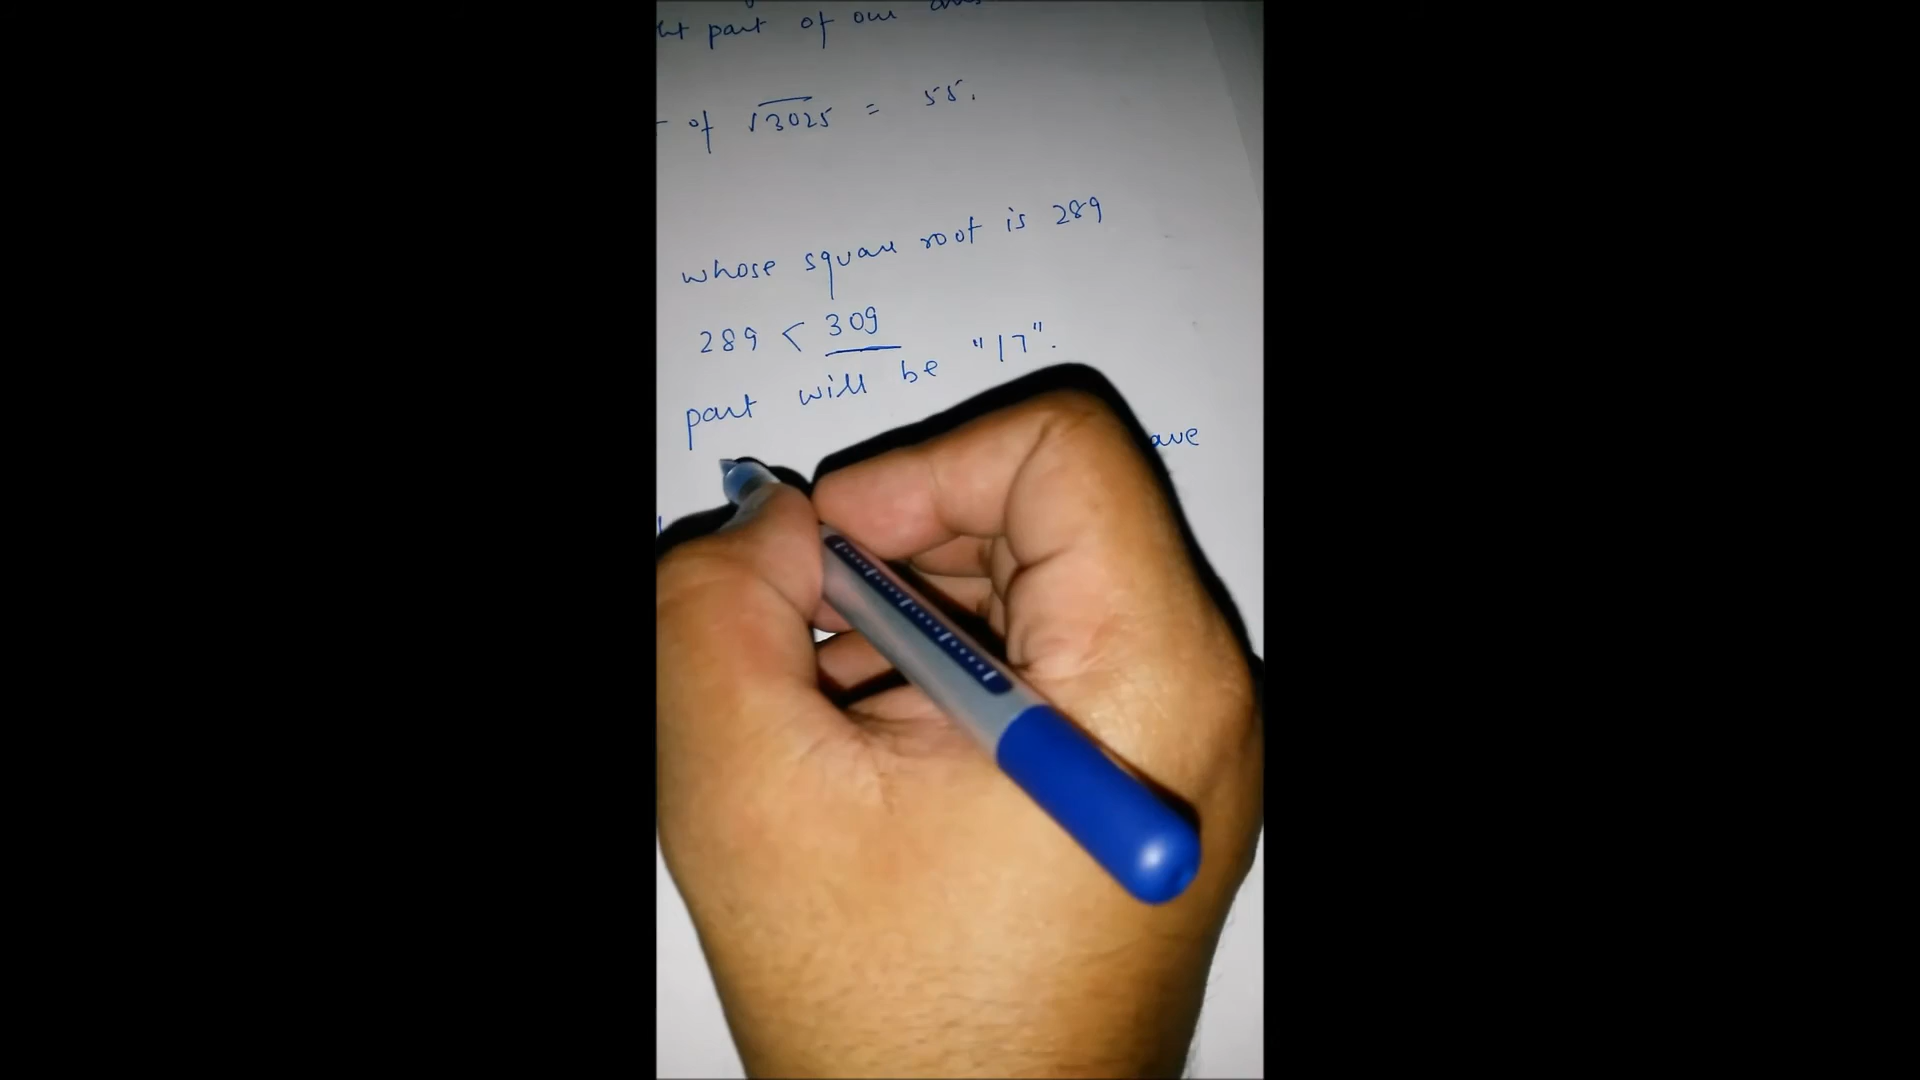 part of our
of √3025 = 55.
whose square root is 289
289 < 309
part will be "17".